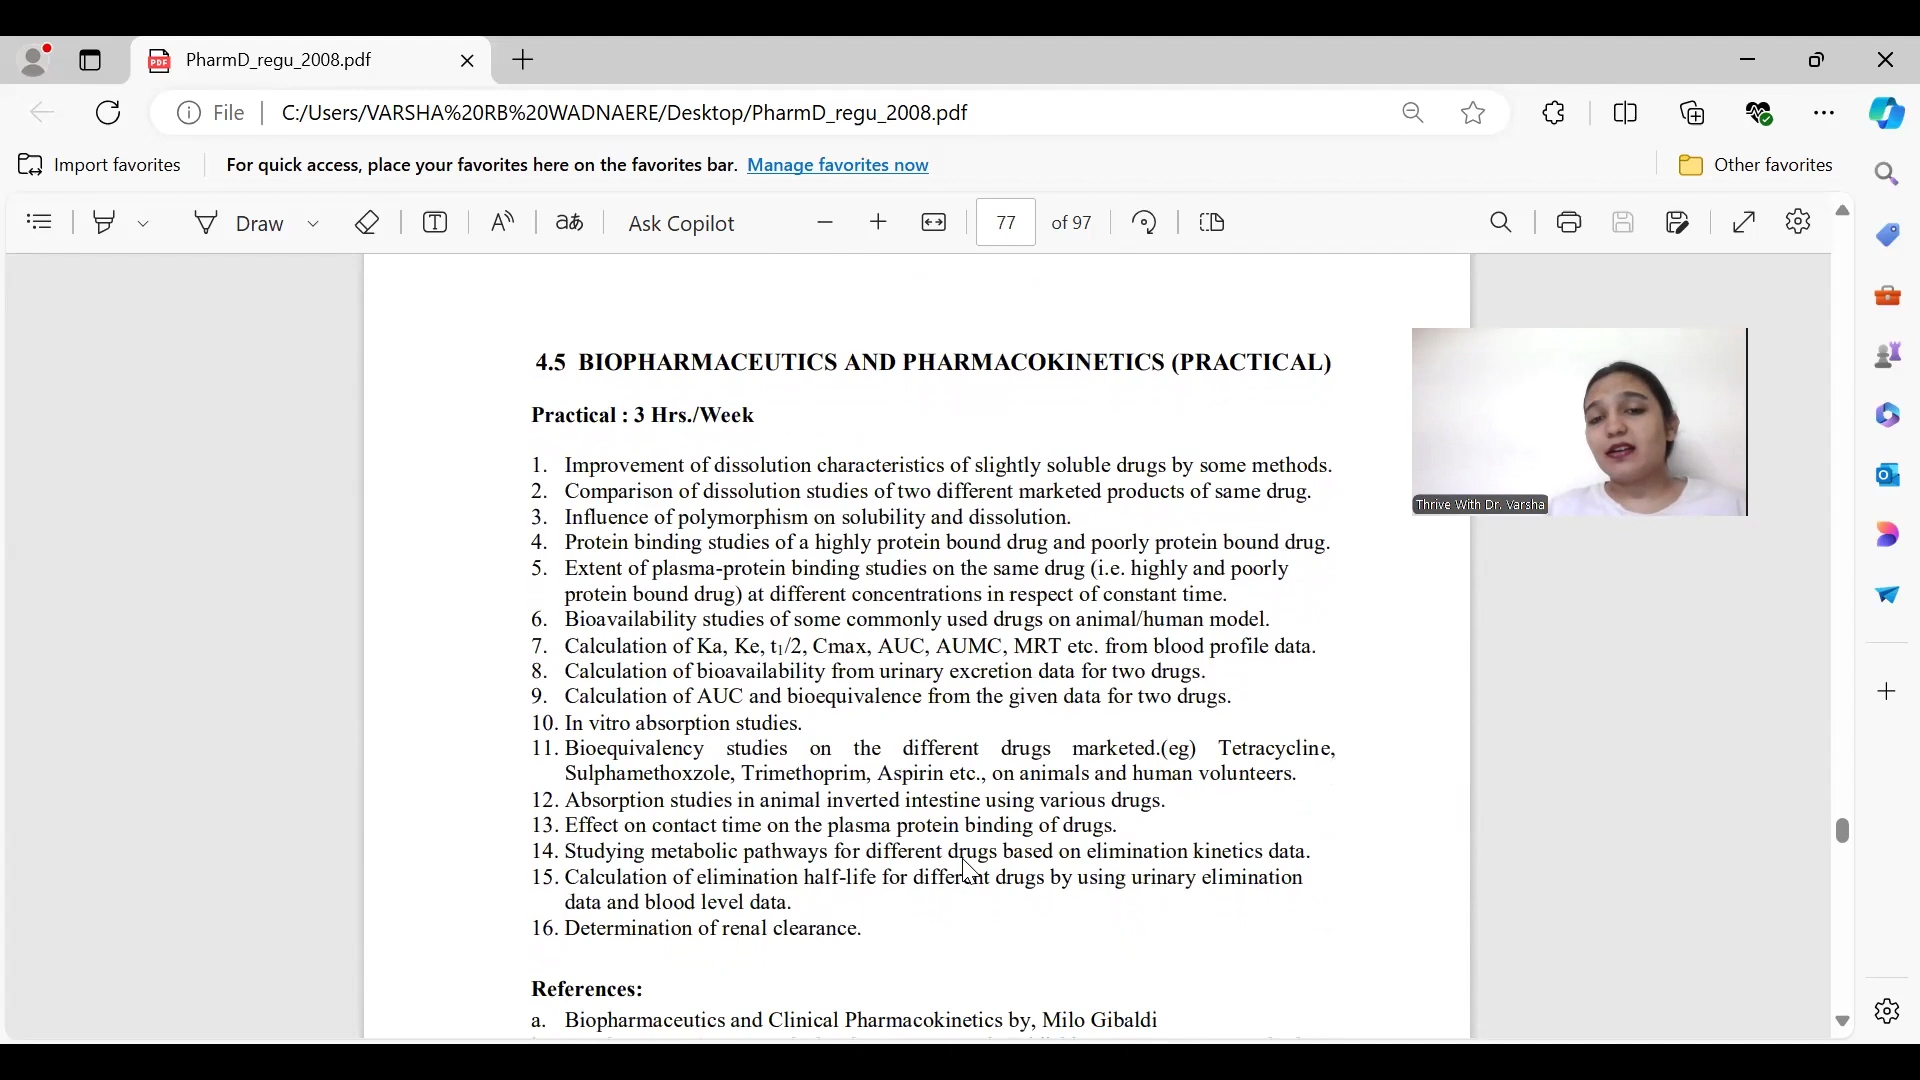 PharmD_regu_2008.pdf
File
C:/Users/VARSHA%20RB%20WADNAERE/Desktop/PharmD_regu_2008.pdf
Import favorites
For quick access, place your favorites here on the favorites bar. Manage favorites now
Other favorites
Draw
Ask Copilot
77 of 97
4.5 BIOPHARMACEUTICS AND PHARMACOKINETICS (PRACTICAL)
Practical : 3 Hrs./Week
1. Improvement of dissolution characteristics of slightly soluble drugs by some methods.
2. Comparison of dissolution studies of two different marketed products of same drug.
3. Influence of polymorphism on solubility and dissolution.
4. Protein binding studies of a highly protein bound drug and poorly protein bound drug.
5. Extent of plasma-protein binding studies on the same drug (i.e. highly and poorly
protein bound drug) at different concentrations in respect of constant time.
6. Bioavailability studies of some commonly used drugs on animal/human model.
7. Calculation of Ka, Ke, t1/2, Cmax, AUC, AUMC, MRT etc. from blood profile data.
8. Calculation of bioavailability from urinary excretion data for two drugs.
9. Calculation of AUC and bioequivalence from the given data for two drugs.
10. In vitro absorption studies.
11. Bioequivalency studies on the different drugs marketed.(eg) Tetracycline,
Sulphamethoxzole, Trimethoprim, Aspirin etc., on animals and human volunteers.
12. Absorption studies in animal inverted intestine using various drugs.
13. Effect on contact time on the plasma protein binding of drugs.
14. Studying metabolic pathways for different drugs based on elimination kinetics data.
15. Calculation of elimination half-life for different drugs by using urinary elimination
data and blood level data.
16. Determination of renal clearance.
References:
a. Biopharmaceutics and Clinical Pharmacokinetics by, Milo Gibaldi
Thrive With Dr. Varsha